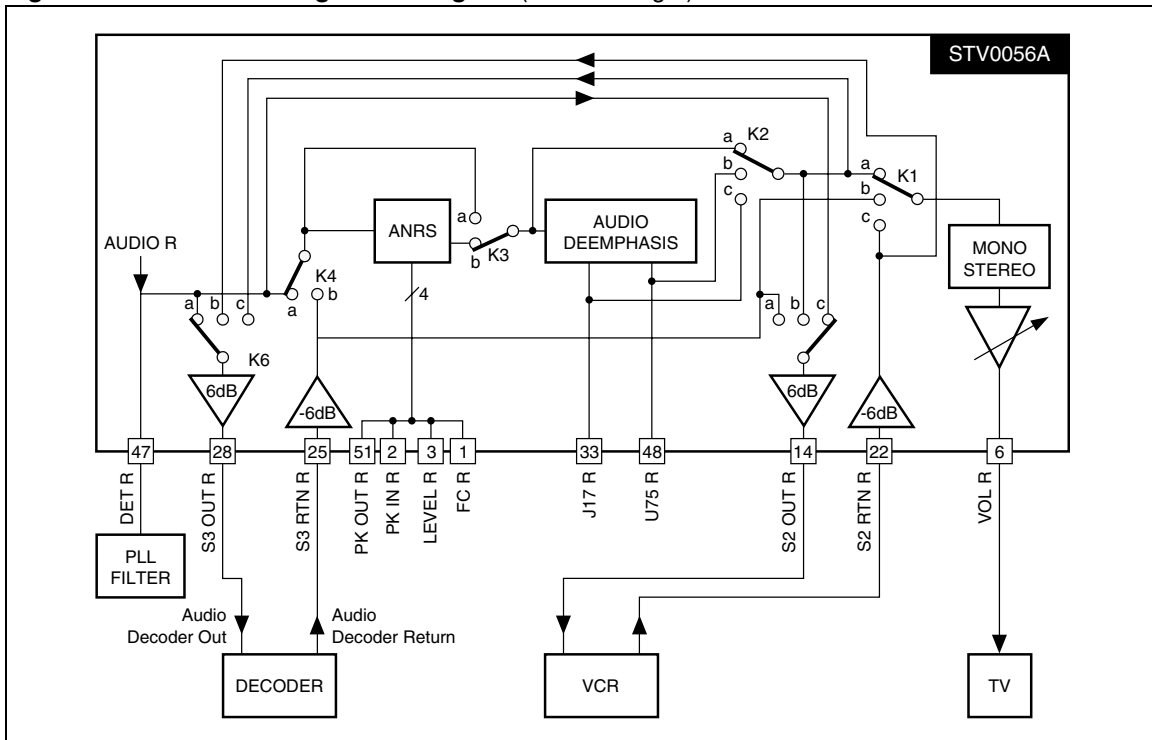 STV0056A
a K2
b
c
a K1
b
c
a
K3
b
ANRS
AUDIO
DEEMPHASIS
MONO
STEREO
AUDIO R
K4
a b
4
a b c
K6
a b c
6dB
-6dB
6dB
-6dB
47 28 25 51 2 3 1 33 48 14 22 6
DET R
S3 OUT R
S3 RTN R
PK OUT R
PK IN R
LEVEL R
FC R
J17 R
U75 R
S2 OUT R
S2 RTN R
VOL R
PLL
FILTER
Audio
Decoder Out
Audio
Decoder Return
DECODER
VCR
TV